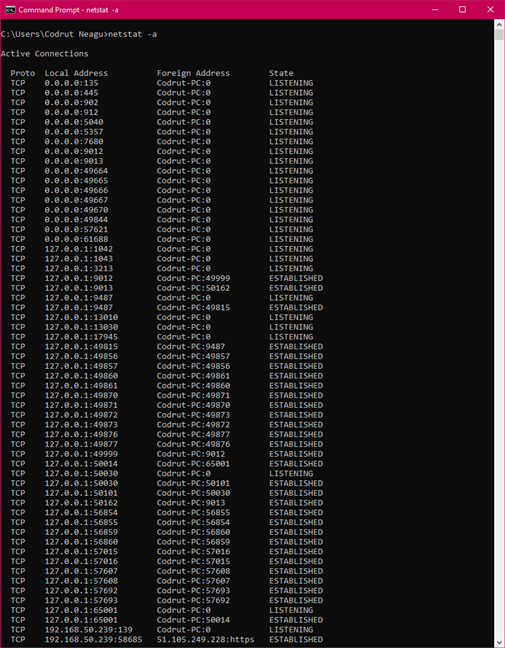 Command Prompt - netstat -a
C:\Users\Codrut Neagu>netstat -a
Active Connections
Proto Local Address Foreign Address State
TCP 0.0.0.0:135 Codrut-PC:0 LISTENING
TCP 0.0.0.0:445 Codrut-PC:0 LISTENING
TCP 0.0.0.0:902 Codrut-PC:0 LISTENING
TCP 0.0.0.0:912 Codrut-PC:0 LISTENING
TCP 0.0.0.0:5040 Codrut-PC:0 LISTENING
TCP 0.0.0.0:5357 Codrut-PC:0 LISTENING
TCP 0.0.0.0:7680 Codrut-PC:0 LISTENING
TCP 0.0.0.0:9012 Codrut-PC:0 LISTENING
TCP 0.0.0.0:9013 Codrut-PC:0 LISTENING
TCP 0.0.0.0:49664 Codrut-PC:0 LISTENING
TCP 0.0.0.0:49665 Codrut-PC:0 LISTENING
TCP 0.0.0.0:49666 Codrut-PC:0 LISTENING
TCP 0.0.0.0:49667 Codrut-PC:0 LISTENING
TCP 0.0.0.0:49670 Codrut-PC:0 LISTENING
TCP 0.0.0.0:49844 Codrut-PC:0 LISTENING
TCP 0.0.0.0:57621 Codrut-PC:0 LISTENING
TCP 0.0.0.0:61688 Codrut-PC:0 LISTENING
TCP 127.0.0.1:1042 Codrut-PC:0 LISTENING
TCP 127.0.0.1:1043 Codrut-PC:0 LISTENING
TCP 127.0.0.1:3213 Codrut-PC:0 LISTENING
TCP 127.0.0.1:9012 Codrut-PC:49999 ESTABLISHED
TCP 127.0.0.1:9013 Codrut-PC:50162 ESTABLISHED
TCP 127.0.0.1:9487 Codrut-PC:0 LISTENING
TCP 127.0.0.1:9487 Codrut-PC:49815 ESTABLISHED
TCP 127.0.0.1:13010 Codrut-PC:0 LISTENING
TCP 127.0.0.1:13030 Codrut-PC:0 LISTENING
TCP 127.0.0.1:17945 Codrut-PC:0 LISTENING
TCP 127.0.0.1:49815 Codrut-PC:9487 ESTABLISHED
TCP 127.0.0.1:49856 Codrut-PC:49857 ESTABLISHED
TCP 127.0.0.1:49857 Codrut-PC:49856 ESTABLISHED
TCP 127.0.0.1:49860 Codrut-PC:49861 ESTABLISHED
TCP 127.0.0.1:49861 Codrut-PC:49860 ESTABLISHED
TCP 127.0.0.1:49870 Codrut-PC:49871 ESTABLISHED
TCP 127.0.0.1:49871 Codrut-PC:49870 ESTABLISHED
TCP 127.0.0.1:49872 Codrut-PC:49873 ESTABLISHED
TCP 127.0.0.1:49873 Codrut-PC:49872 ESTABLISHED
TCP 127.0.0.1:49876 Codrut-PC:49877 ESTABLISHED
TCP 127.0.0.1:49877 Codrut-PC:49876 ESTABLISHED
TCP 127.0.0.1:49999 Codrut-PC:9012 ESTABLISHED
TCP 127.0.0.1:50014 Codrut-PC:65001 ESTABLISHED
TCP 127.0.0.1:50030 Codrut-PC:0 LISTENING
TCP 127.0.0.1:50030 Codrut-PC:50101 ESTABLISHED
TCP 127.0.0.1:50101 Codrut-PC:50030 ESTABLISHED
TCP 127.0.0.1:50162 Codrut-PC:9013 ESTABLISHED
TCP 127.0.0.1:56854 Codrut-PC:56855 ESTABLISHED
TCP 127.0.0.1:56855 Codrut-PC:56854 ESTABLISHED
TCP 127.0.0.1:56859 Codrut-PC:56860 ESTABLISHED
TCP 127.0.0.1:56860 Codrut-PC:56859 ESTABLISHED
TCP 127.0.0.1:57015 Codrut-PC:57016 ESTABLISHED
TCP 127.0.0.1:57016 Codrut-PC:57015 ESTABLISHED
TCP 127.0.0.1:57607 Codrut-PC:57608 ESTABLISHED
TCP 127.0.0.1:57608 Codrut-PC:57607 ESTABLISHED
TCP 127.0.0.1:57692 Codrut-PC:57693 ESTABLISHED
TCP 127.0.0.1:57693 Codrut-PC:57692 ESTABLISHED
TCP 127.0.0.1:65001 Codrut-PC:0 LISTENING
TCP 127.0.0.1:65001 Codrut-PC:50014 ESTABLISHED
TCP 192.168.50.239:139 Codrut-PC:0 LISTENING
TCP 192.168.50.239:58685 51.105.249.228:https ESTABLISHED